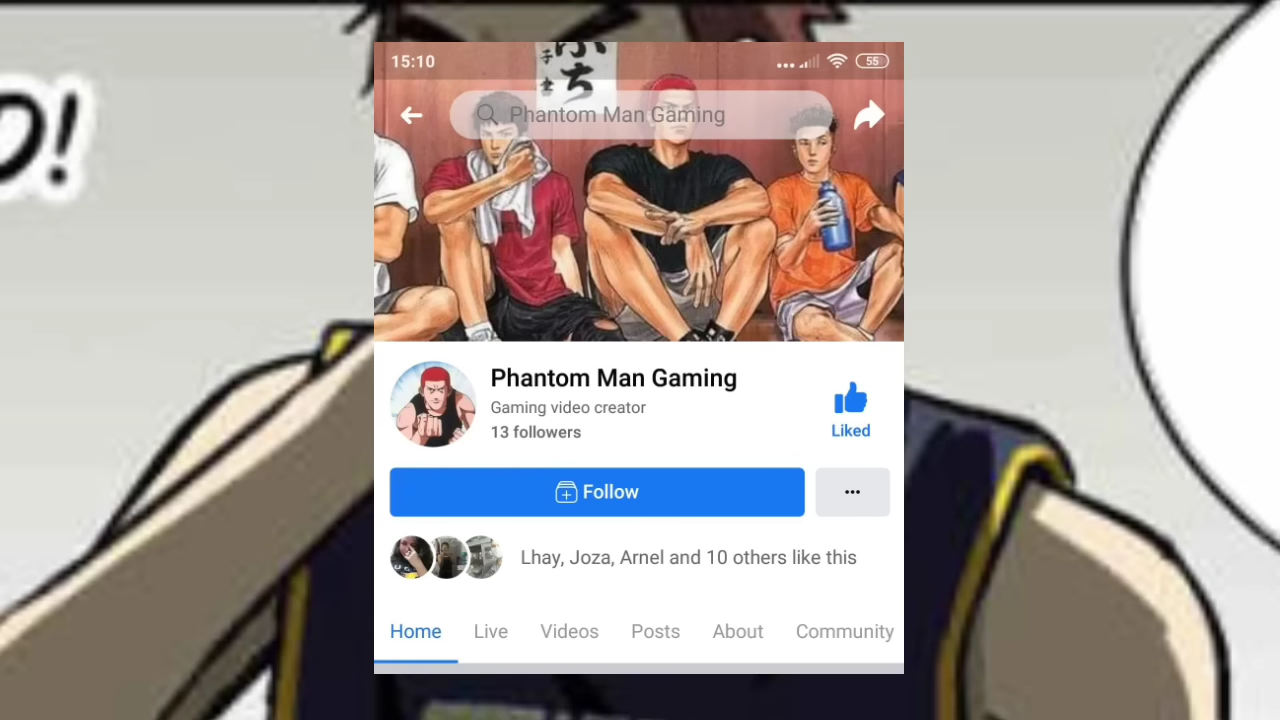 15:10
55
Phantom Man Gaming
Phantom Man Gaming
Gaming video creator
13 followers
Liked
Follow
Lhay, Joza, Arnel and 10 others like this
Home Live Videos Posts About Community